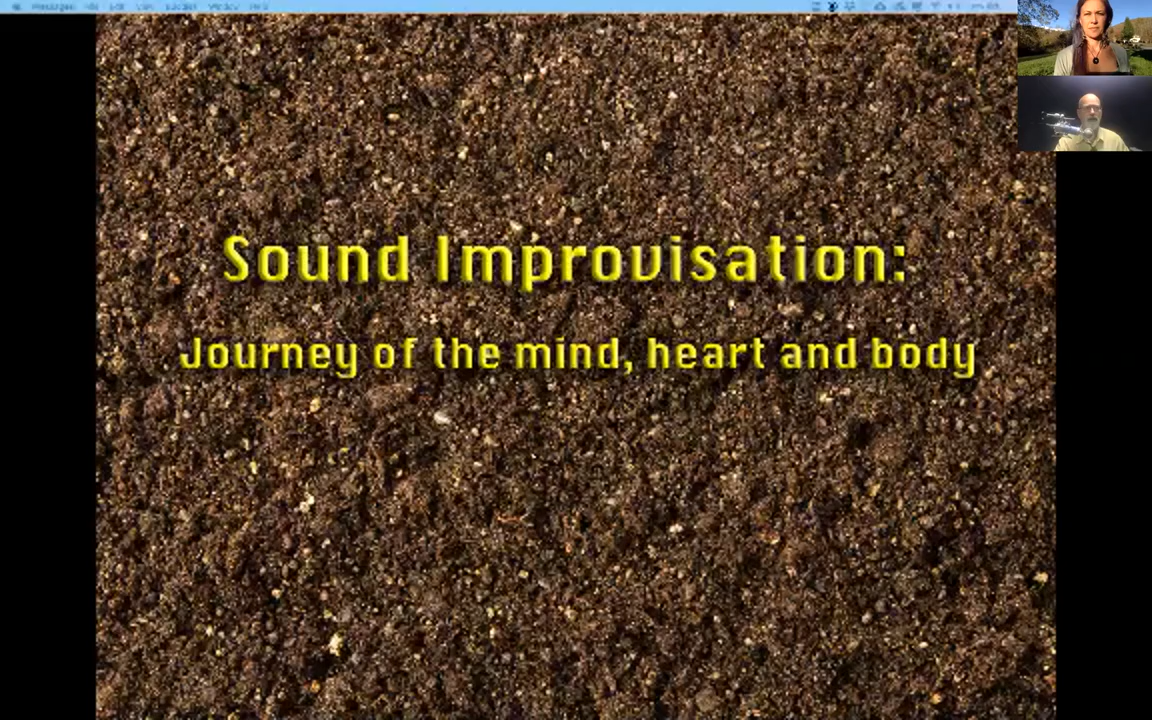 Sound Improvisation:
Journey of the mind, heart and body